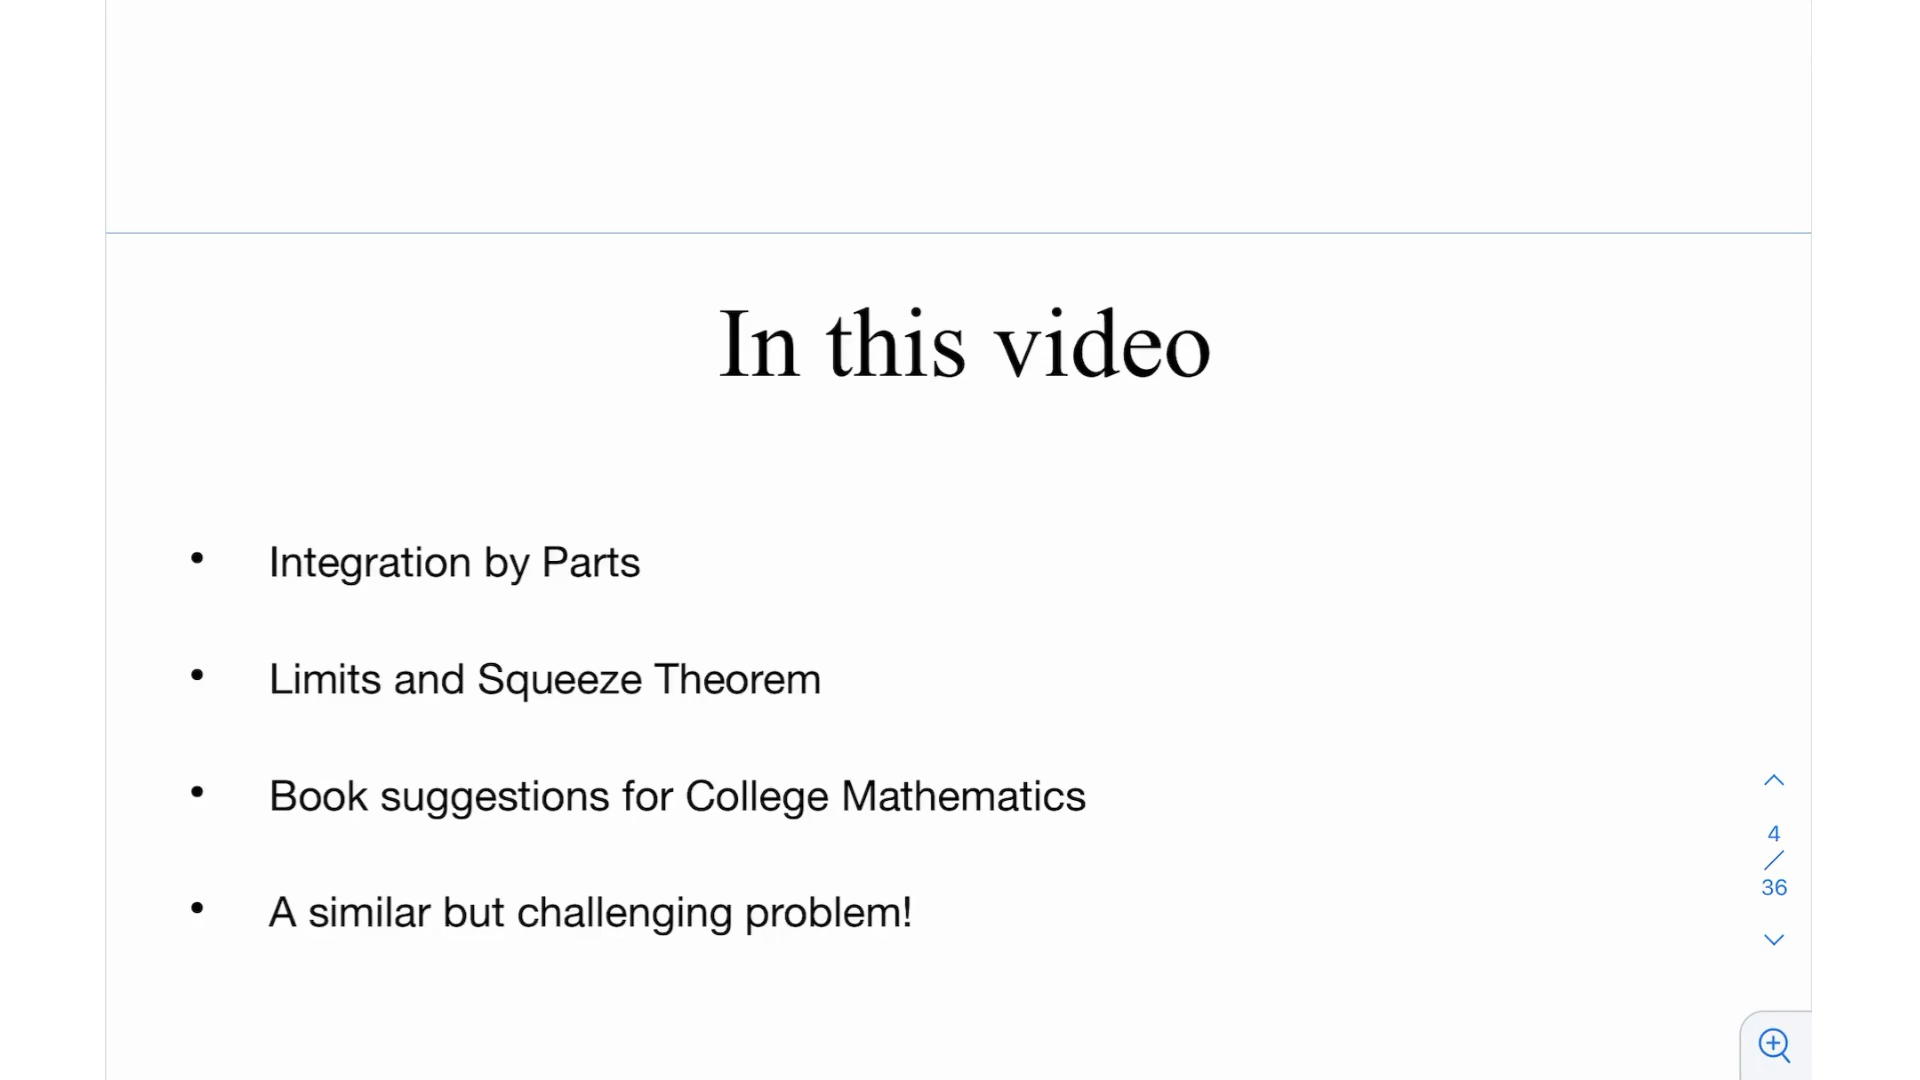 In this video
• Integration by Parts
• Limits and Squeeze Theorem
• Book suggestions for College Mathematics
• A similar but challenging problem!
4
/
36